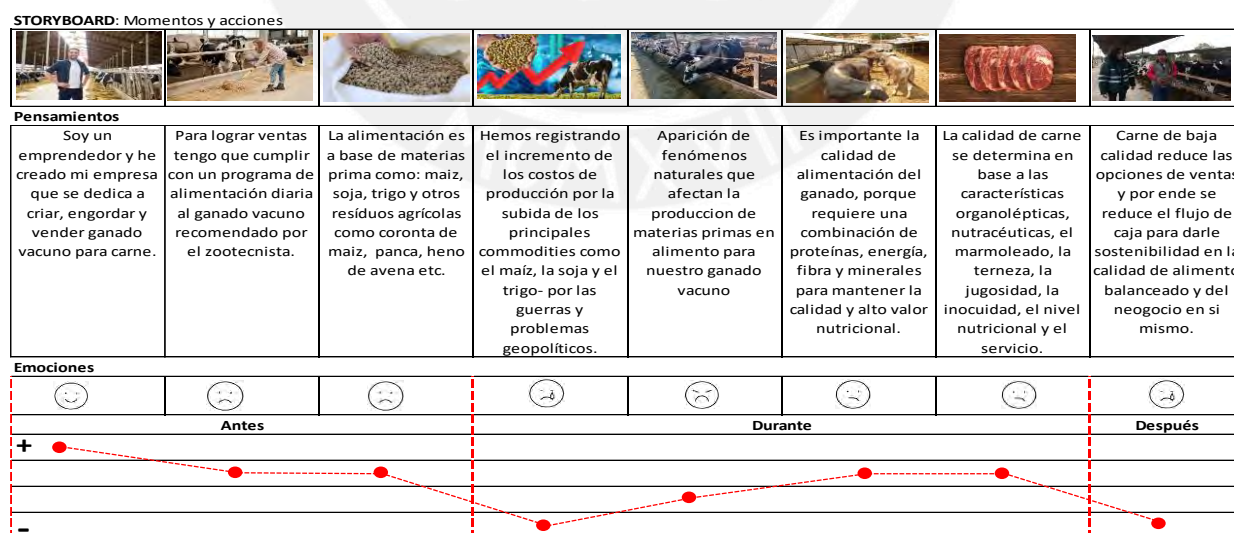 STORYBOARD: Momentos y acciones
Pensamientos
Soy un
emprendedor y he
creado mi empresa
que se dedica a
criar, engordar y
vender ganado
vacuno para carne.
Para lograr ventas
tengo que cumplir
con un programa de
alimentación diaria
al ganado vacuno
recomendado por
el zootecnista.
La alimentación es
a base de materias
prima como: maiz,
soja, trigo y otros
resíduos agrícolas
como coronta de
maiz, panca, heno
de avena etc.
Hemos registrando
el incremento de
los costos de
producción por la
subida de los
principales
commodities como
el maíz, la soja y el
trigo- por las
guerras y
problemas
geopolíticos.
Aparición de
fenómenos
naturales que
afectan la
produccion de
materias primas en
alimento para
nuestro ganado
vacuno
Es importante la
calidad de
alimentación del
ganado, porque
requiere una
combinación de
proteínas, energía,
fibra y minerales
para mantener la
calidad y alto valor
nutricional.
La calidad de carne
se determina en
base a las
características
organolépticas,
nutracéuticas, el
marmoleado, la
terneza, la
jugosidad, la
inocuidad, el nivel
nutricional y el
servicio.
Carne de baja
calidad reduce las
opciones de ventas
y por ende se
reduce el flujo de
caja para darle
sostenibilidad en la
calidad de alimento
balanceado y del
neogocio en si
mismo.
Emociones
Antes
Durante
Después
+
-